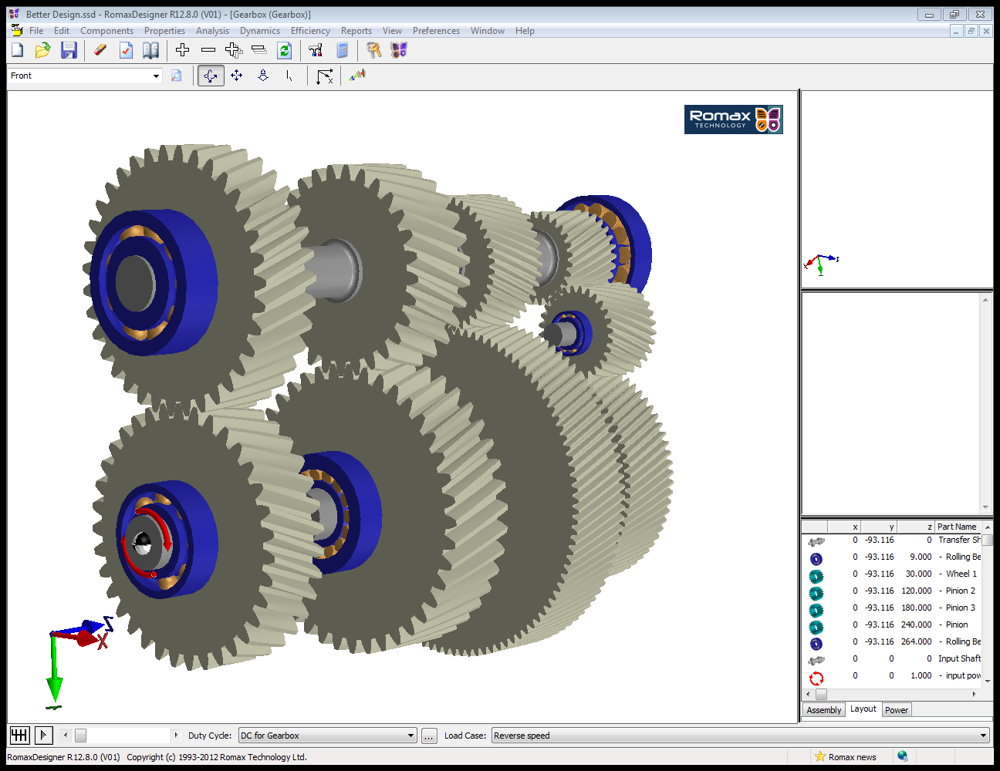 Better Design.ssd - RomaxDesigner R12.8.0 (V01) - [Gearbox (Gearbox)]
File Edit Components Properties Analysis Dynamics Efficiency Reports View Preferences Window Help
Front
Romax
TECHNOLOGY
x y z Part Name
0 -93.116 0 Transfer Sh
0 -93.116 9.000 - Rolling Be
0 -93.116 30.000 - Wheel 1
0 -93.116 120.000 - Pinion 2
0 -93.116 180.000 - Pinion 3
0 -93.116 240.000 - Pinion
0 -93.116 264.000 - Rolling Be
0 0 0 Input Shaft
0 0 1.000 - input pow
Z
X
Assembly Layout Power
Duty Cycle: DC for Gearbox ... Load Case: Reverse speed
RomaxDesigner R12.8.0 (V01) Copyright (c) 1993-2012 Romax Technology Ltd. Romax news